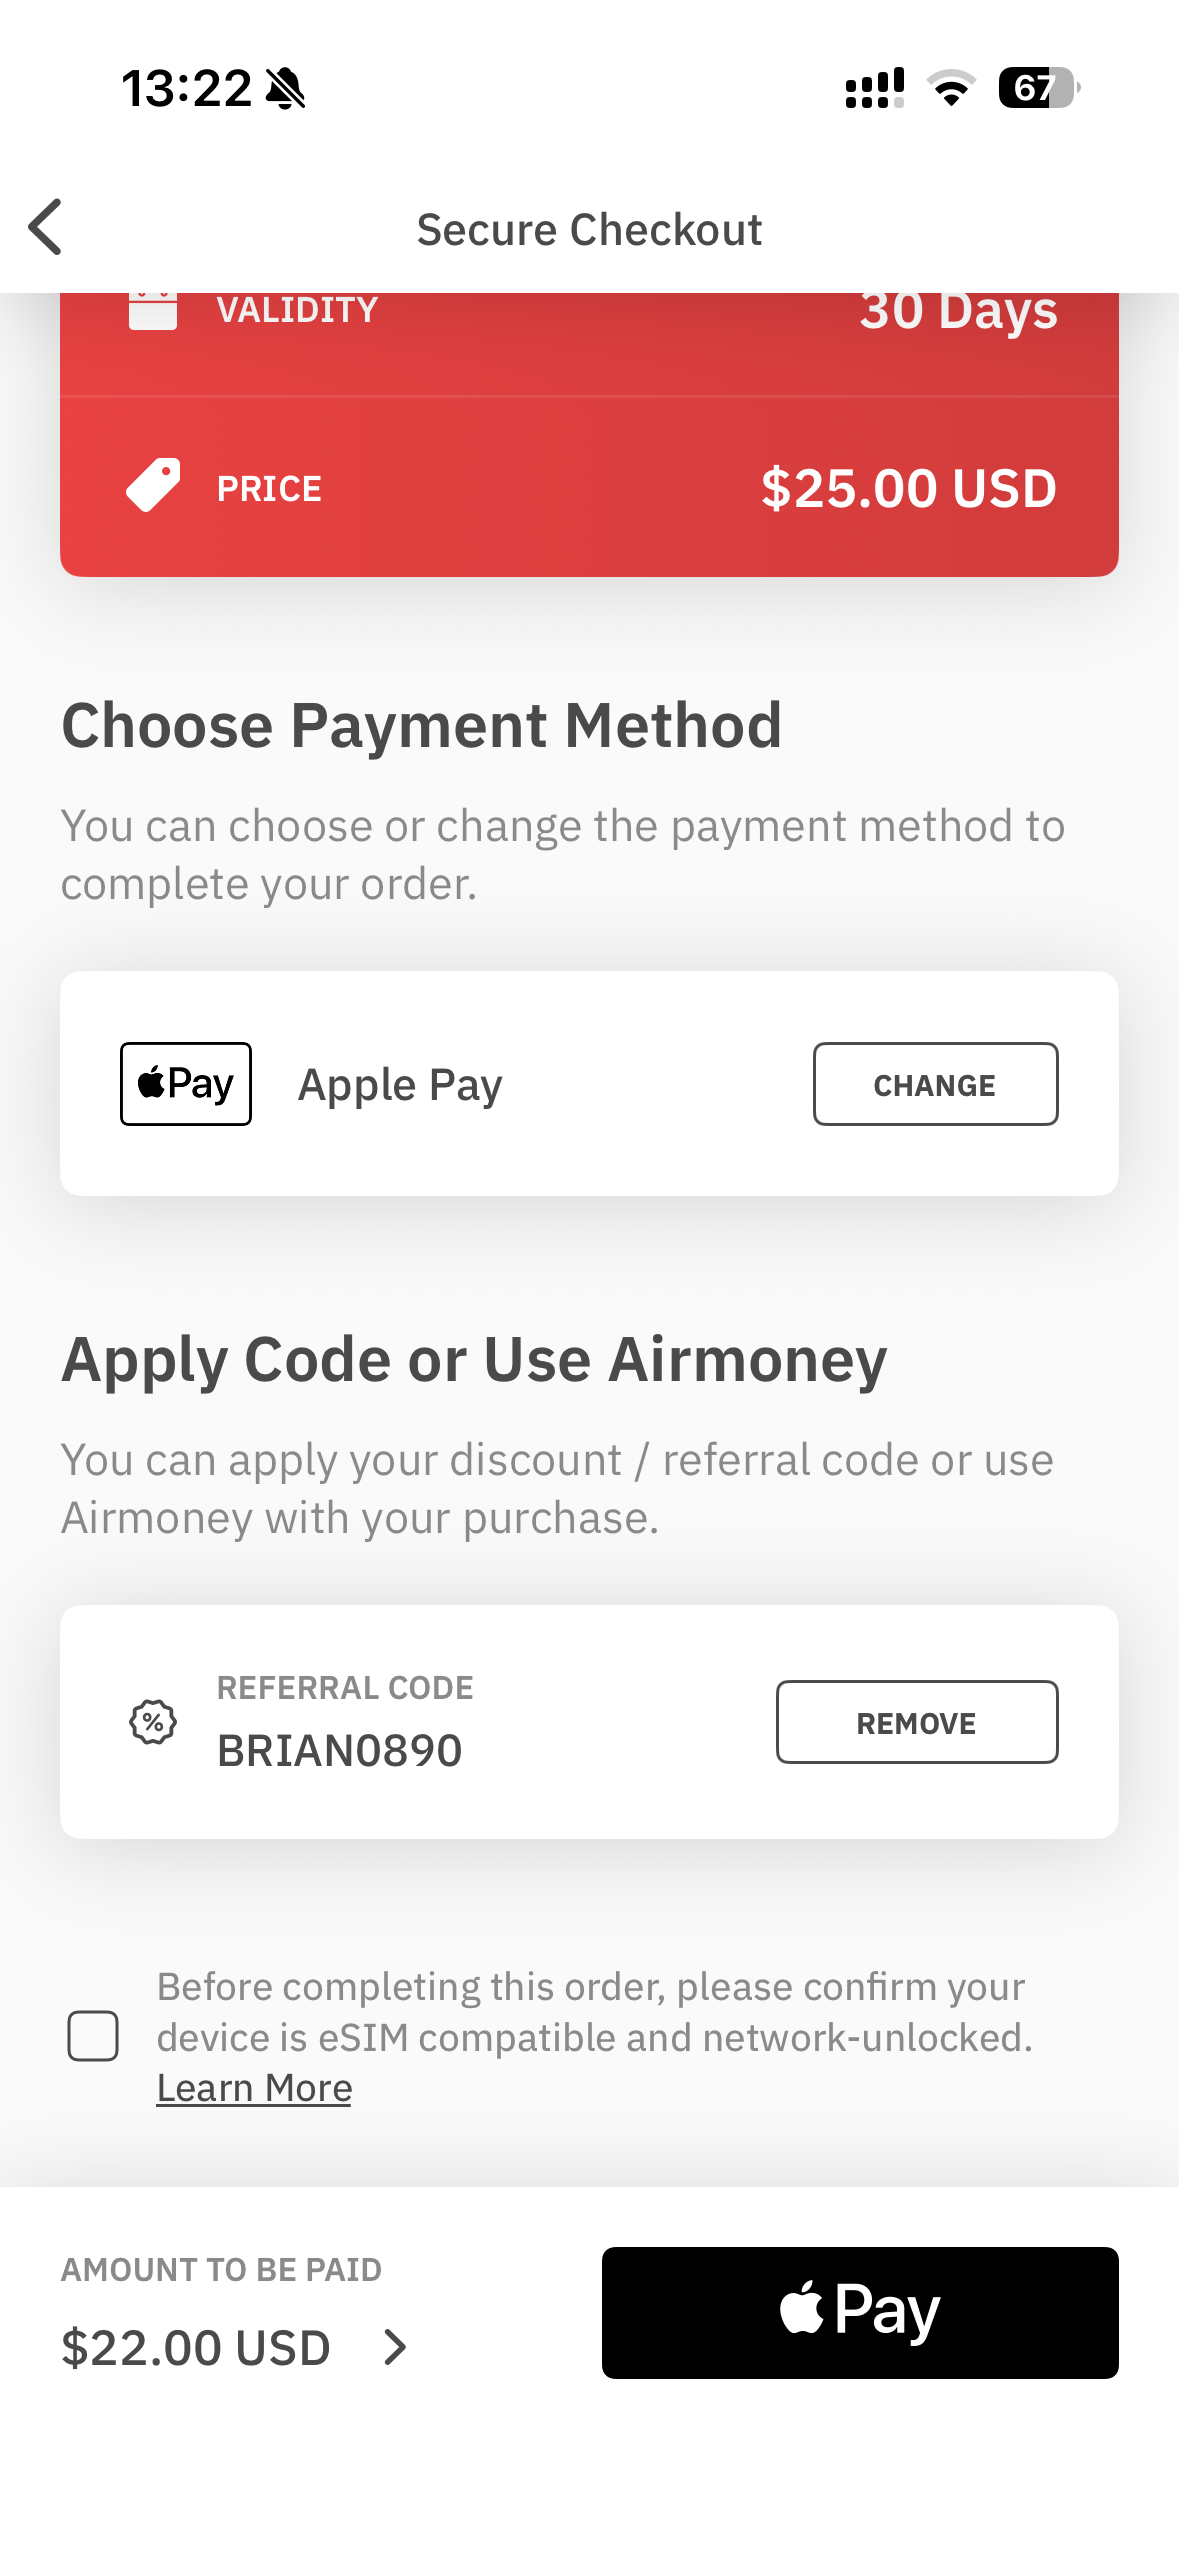 13:22
67
Secure Checkout
VALIDITY 30 Days
PRICE $25.00 USD
Choose Payment Method
You can choose or change the payment method to
complete your order.
Pay Apple Pay CHANGE
Apply Code or Use Airmoney
You can apply your discount / referral code or use
Airmoney with your purchase.
REFERRAL CODE
BRIAN0890
REMOVE
Before completing this order, please confirm your
device is eSIM compatible and network-unlocked.
Learn More
AMOUNT TO BE PAID
$22.00 USD
Pay